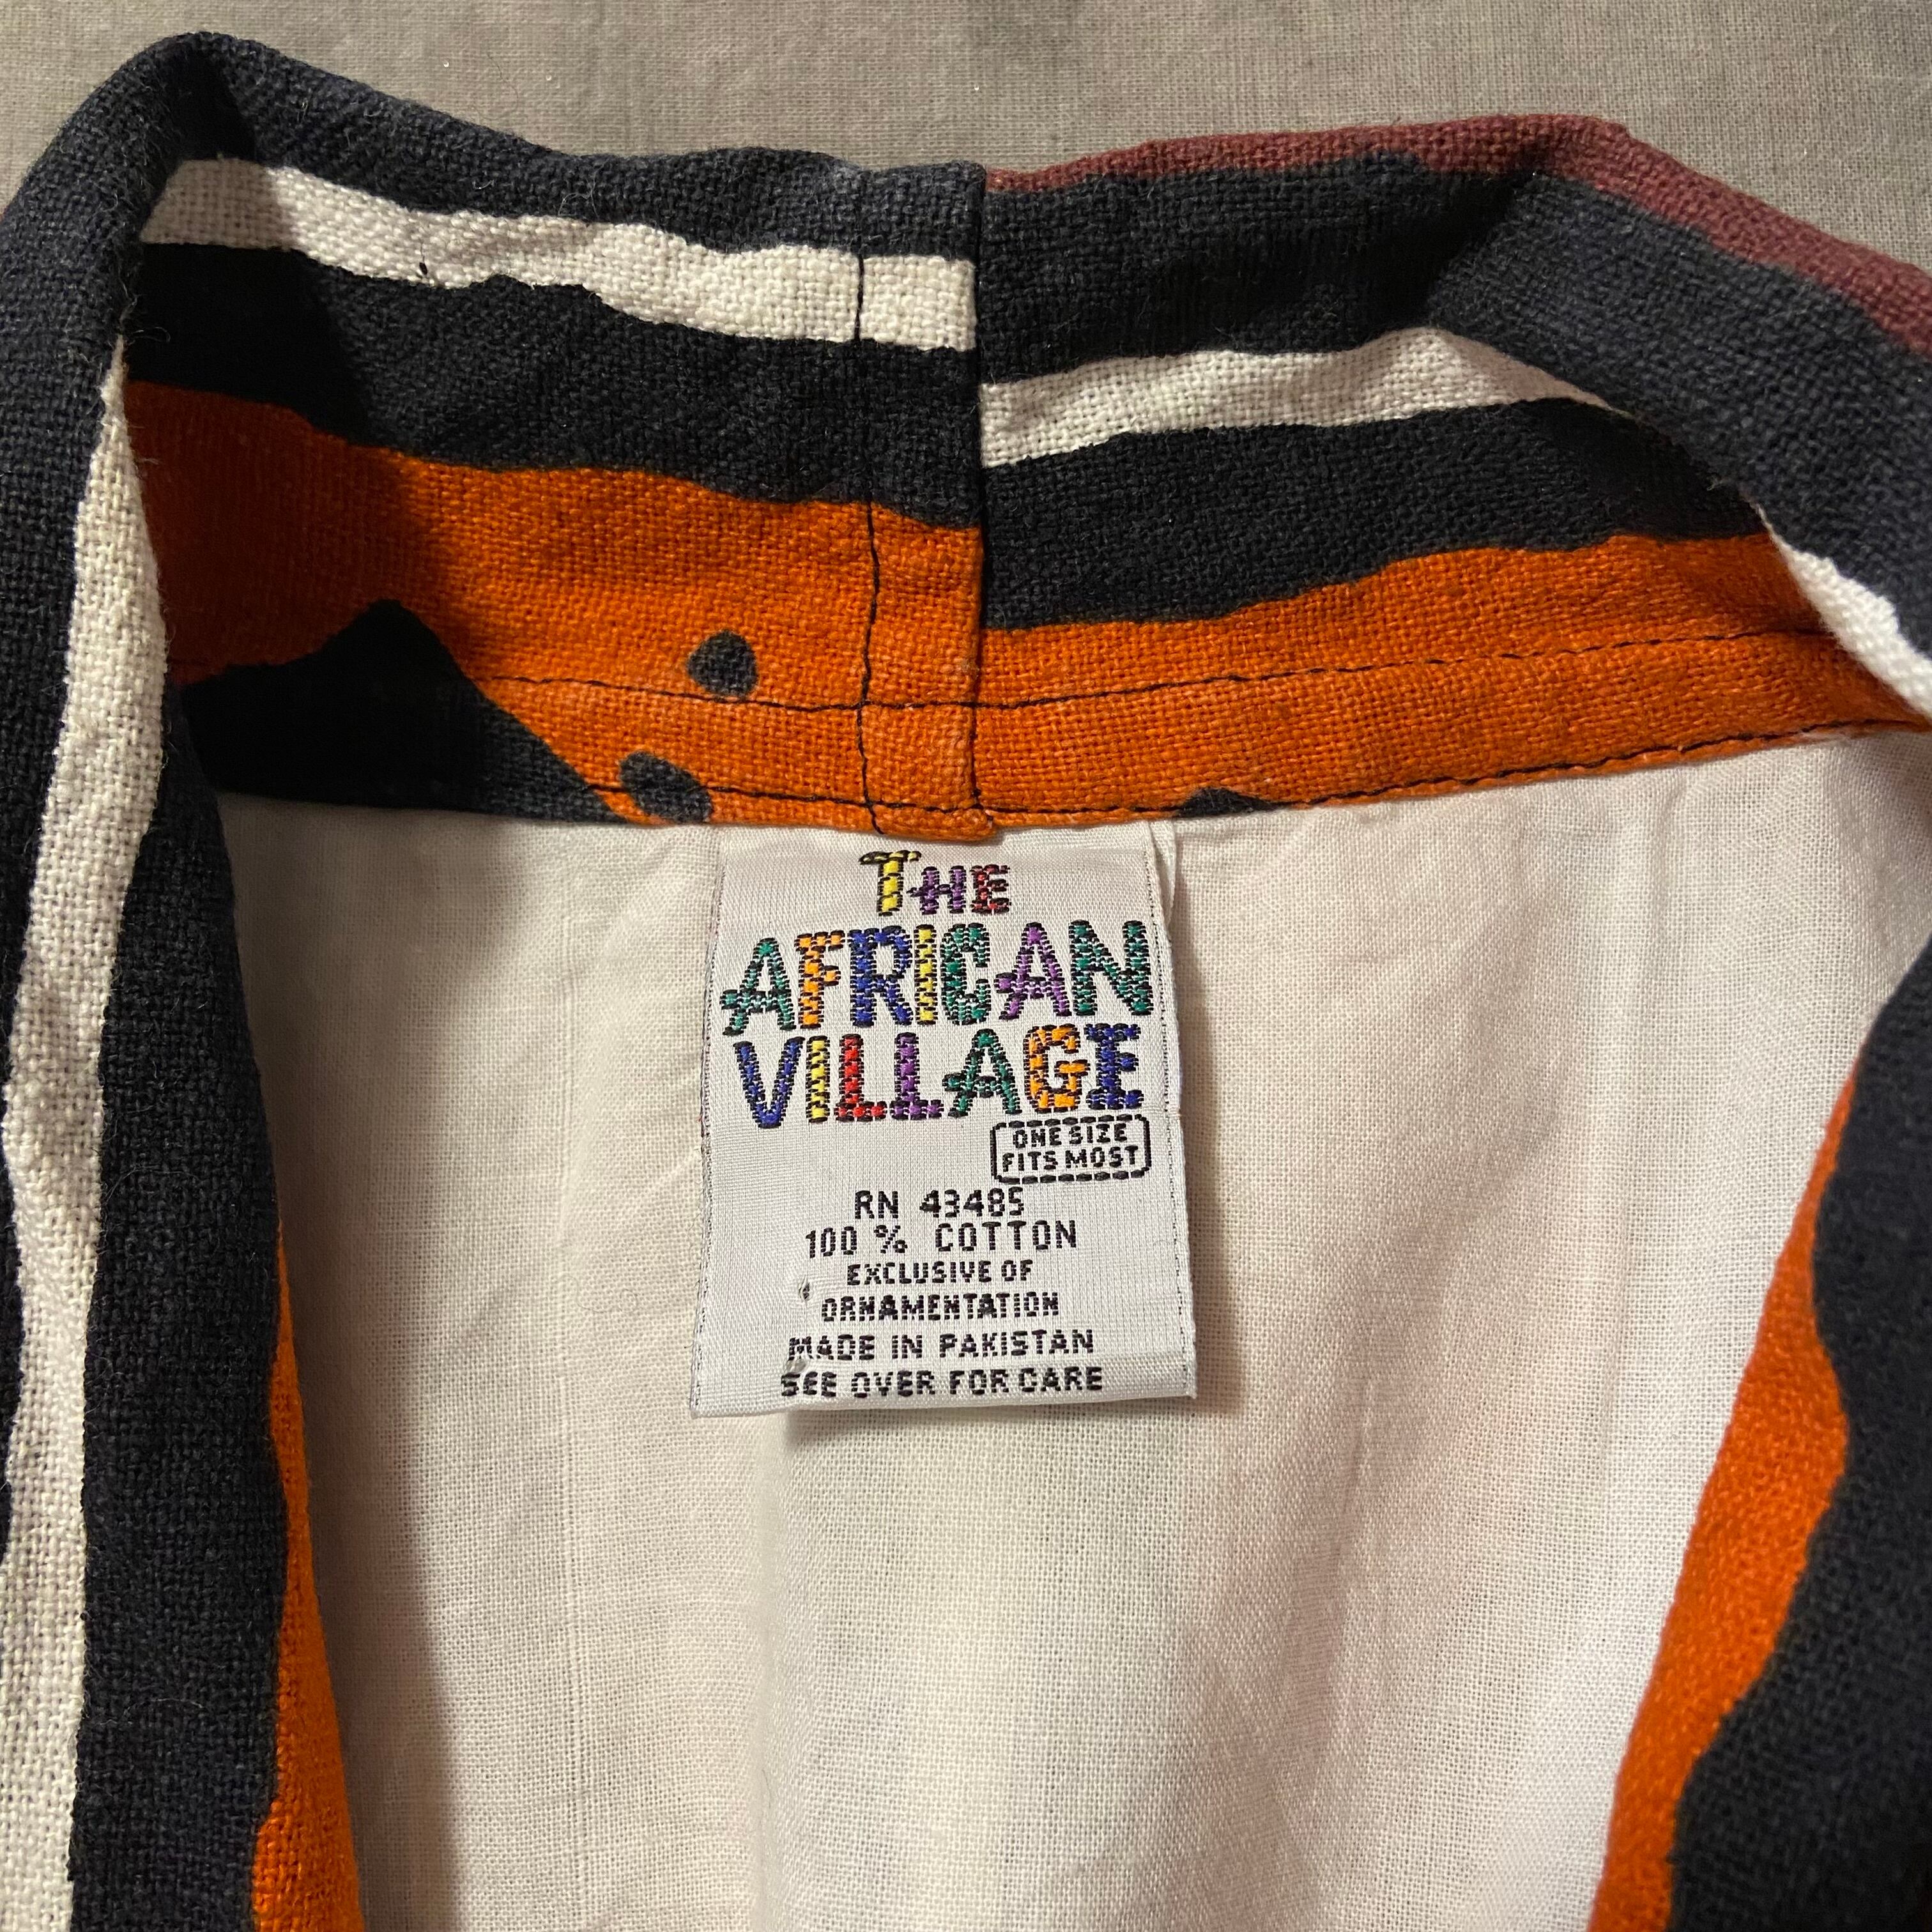 THE
AFRICAN
VILLAGE
ONE SIZE
FITS MOST
RN 43485
100 % COTTON
EXCLUSIVE OF
ORNAMENTATION
MADE IN PAKISTAN
SEE OVER FOR CARE